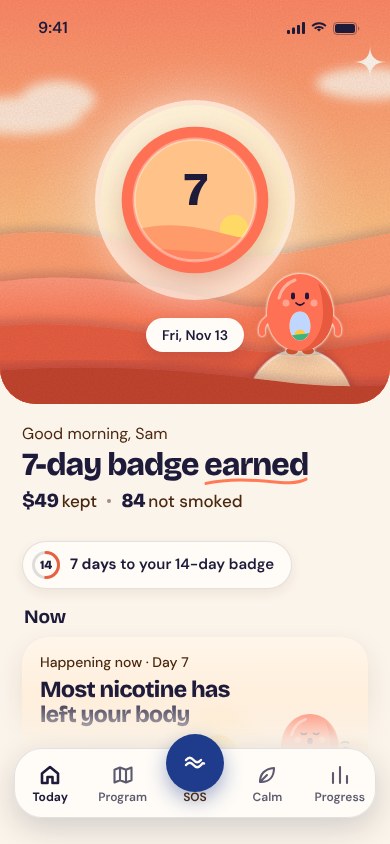 9:41
7
Fri, Nov 13
Good morning, Sam
7-day badge earned
$49 kept • 84 not smoked
14 7 days to your 14-day badge
Now
Happening now · Day 7
Most nicotine has
left your body
Today Program SOS Calm Progress